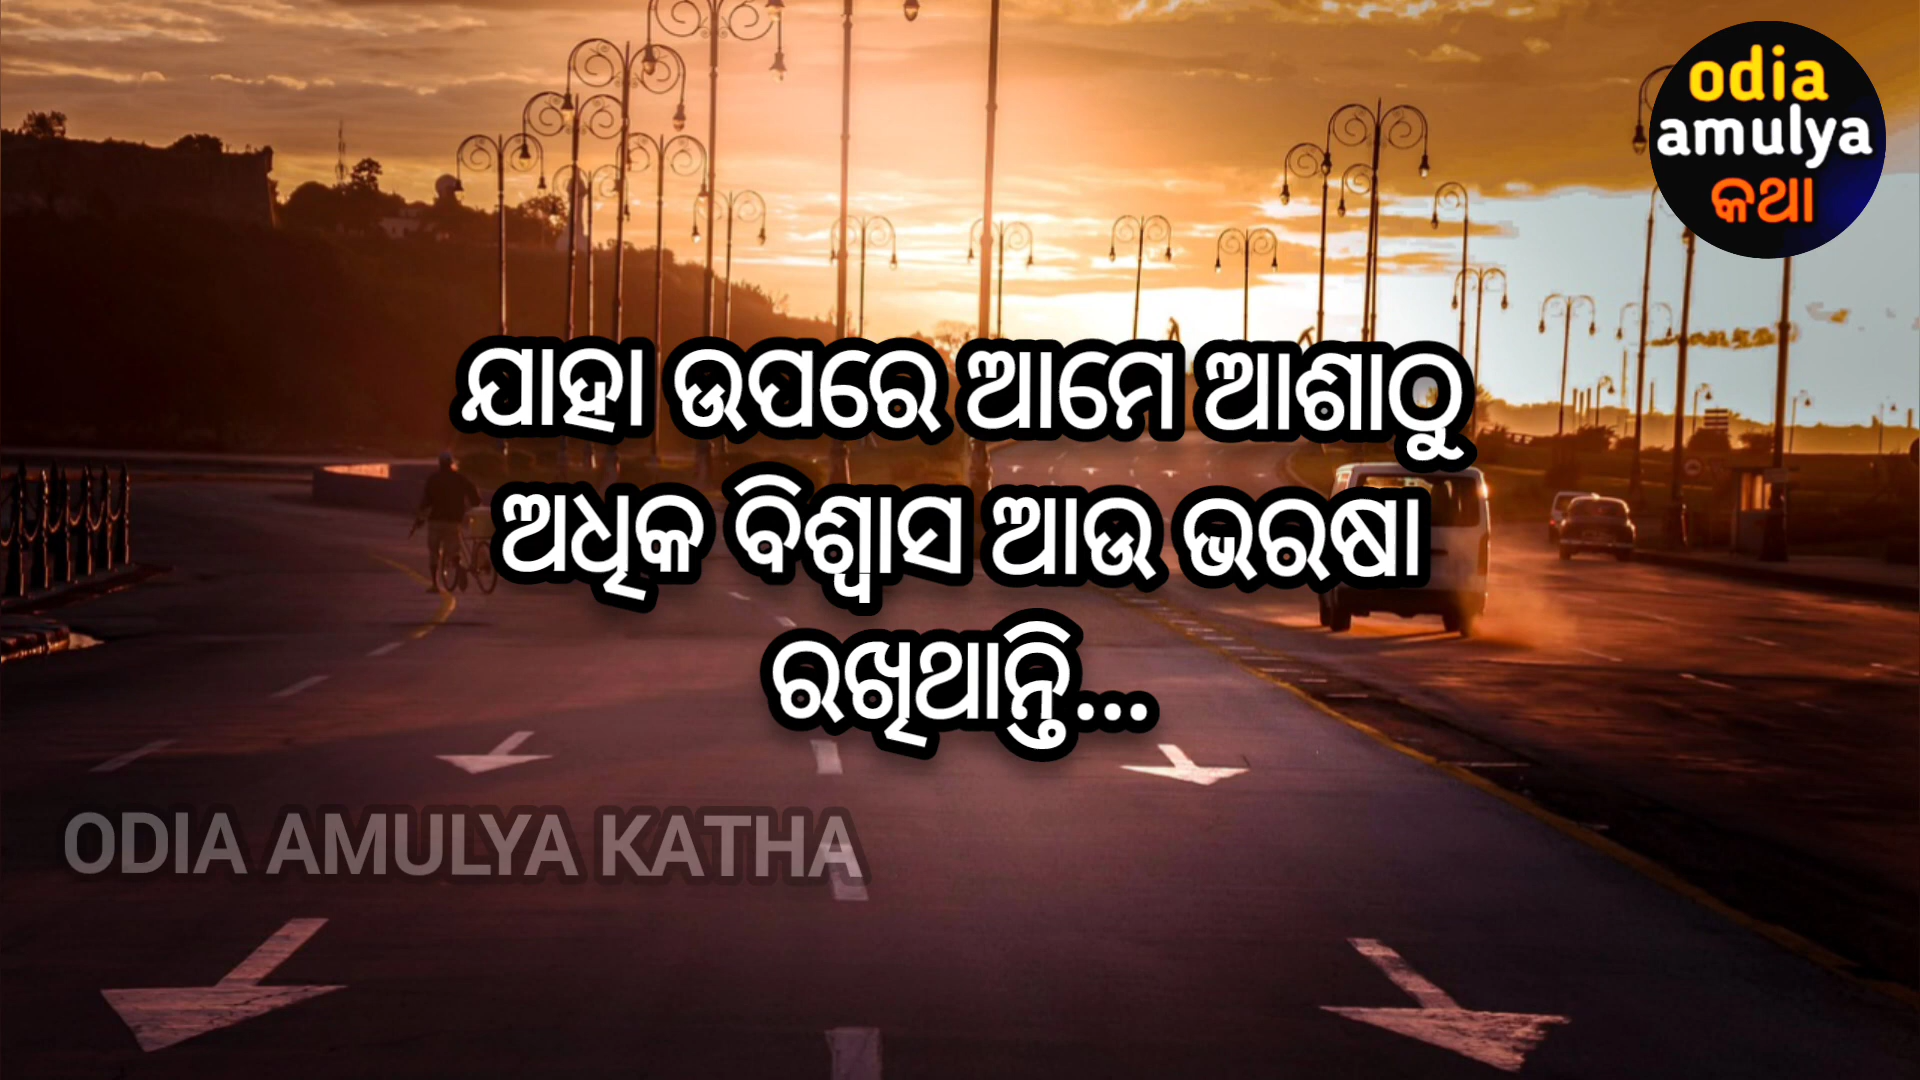 odia
amulya
କଥା
ଯାହା ଉପରେ ଆମେ ଆଶାଠୁ
ଅଧିକ ବିଶ୍ୱାସ ଆଉ ଭରଷା
ରଖିଥାନ୍ତି...
ODIA AMULYA KATHA